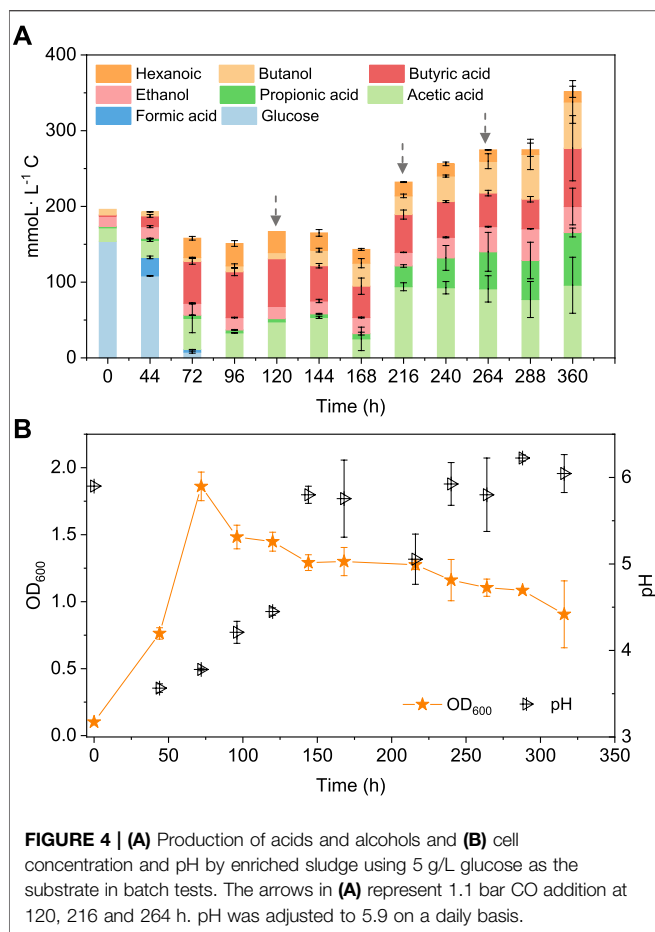 A
400
300
200
100
0
mmoL· L⁻¹ C
Hexanoic Butanol Butyric acid
Ethanol Propionic acid Acetic acid
Formic acid Glucose
0 44 72 96 120 144 168 216 240 264 288 360
Time (h)
B
2.0
1.5
1.0
0.5
0.0
OD₆₀₀
6
5
4
3
pH
OD₆₀₀ pH
0 50 100 150 200 250 300 350
Time (h)
FIGURE 4 | (A) Production of acids and alcohols and (B) cell
concentration and pH by enriched sludge using 5 g/L glucose as the
substrate in batch tests. The arrows in (A) represent 1.1 bar CO addition at
120, 216 and 264 h. pH was adjusted to 5.9 on a daily basis.